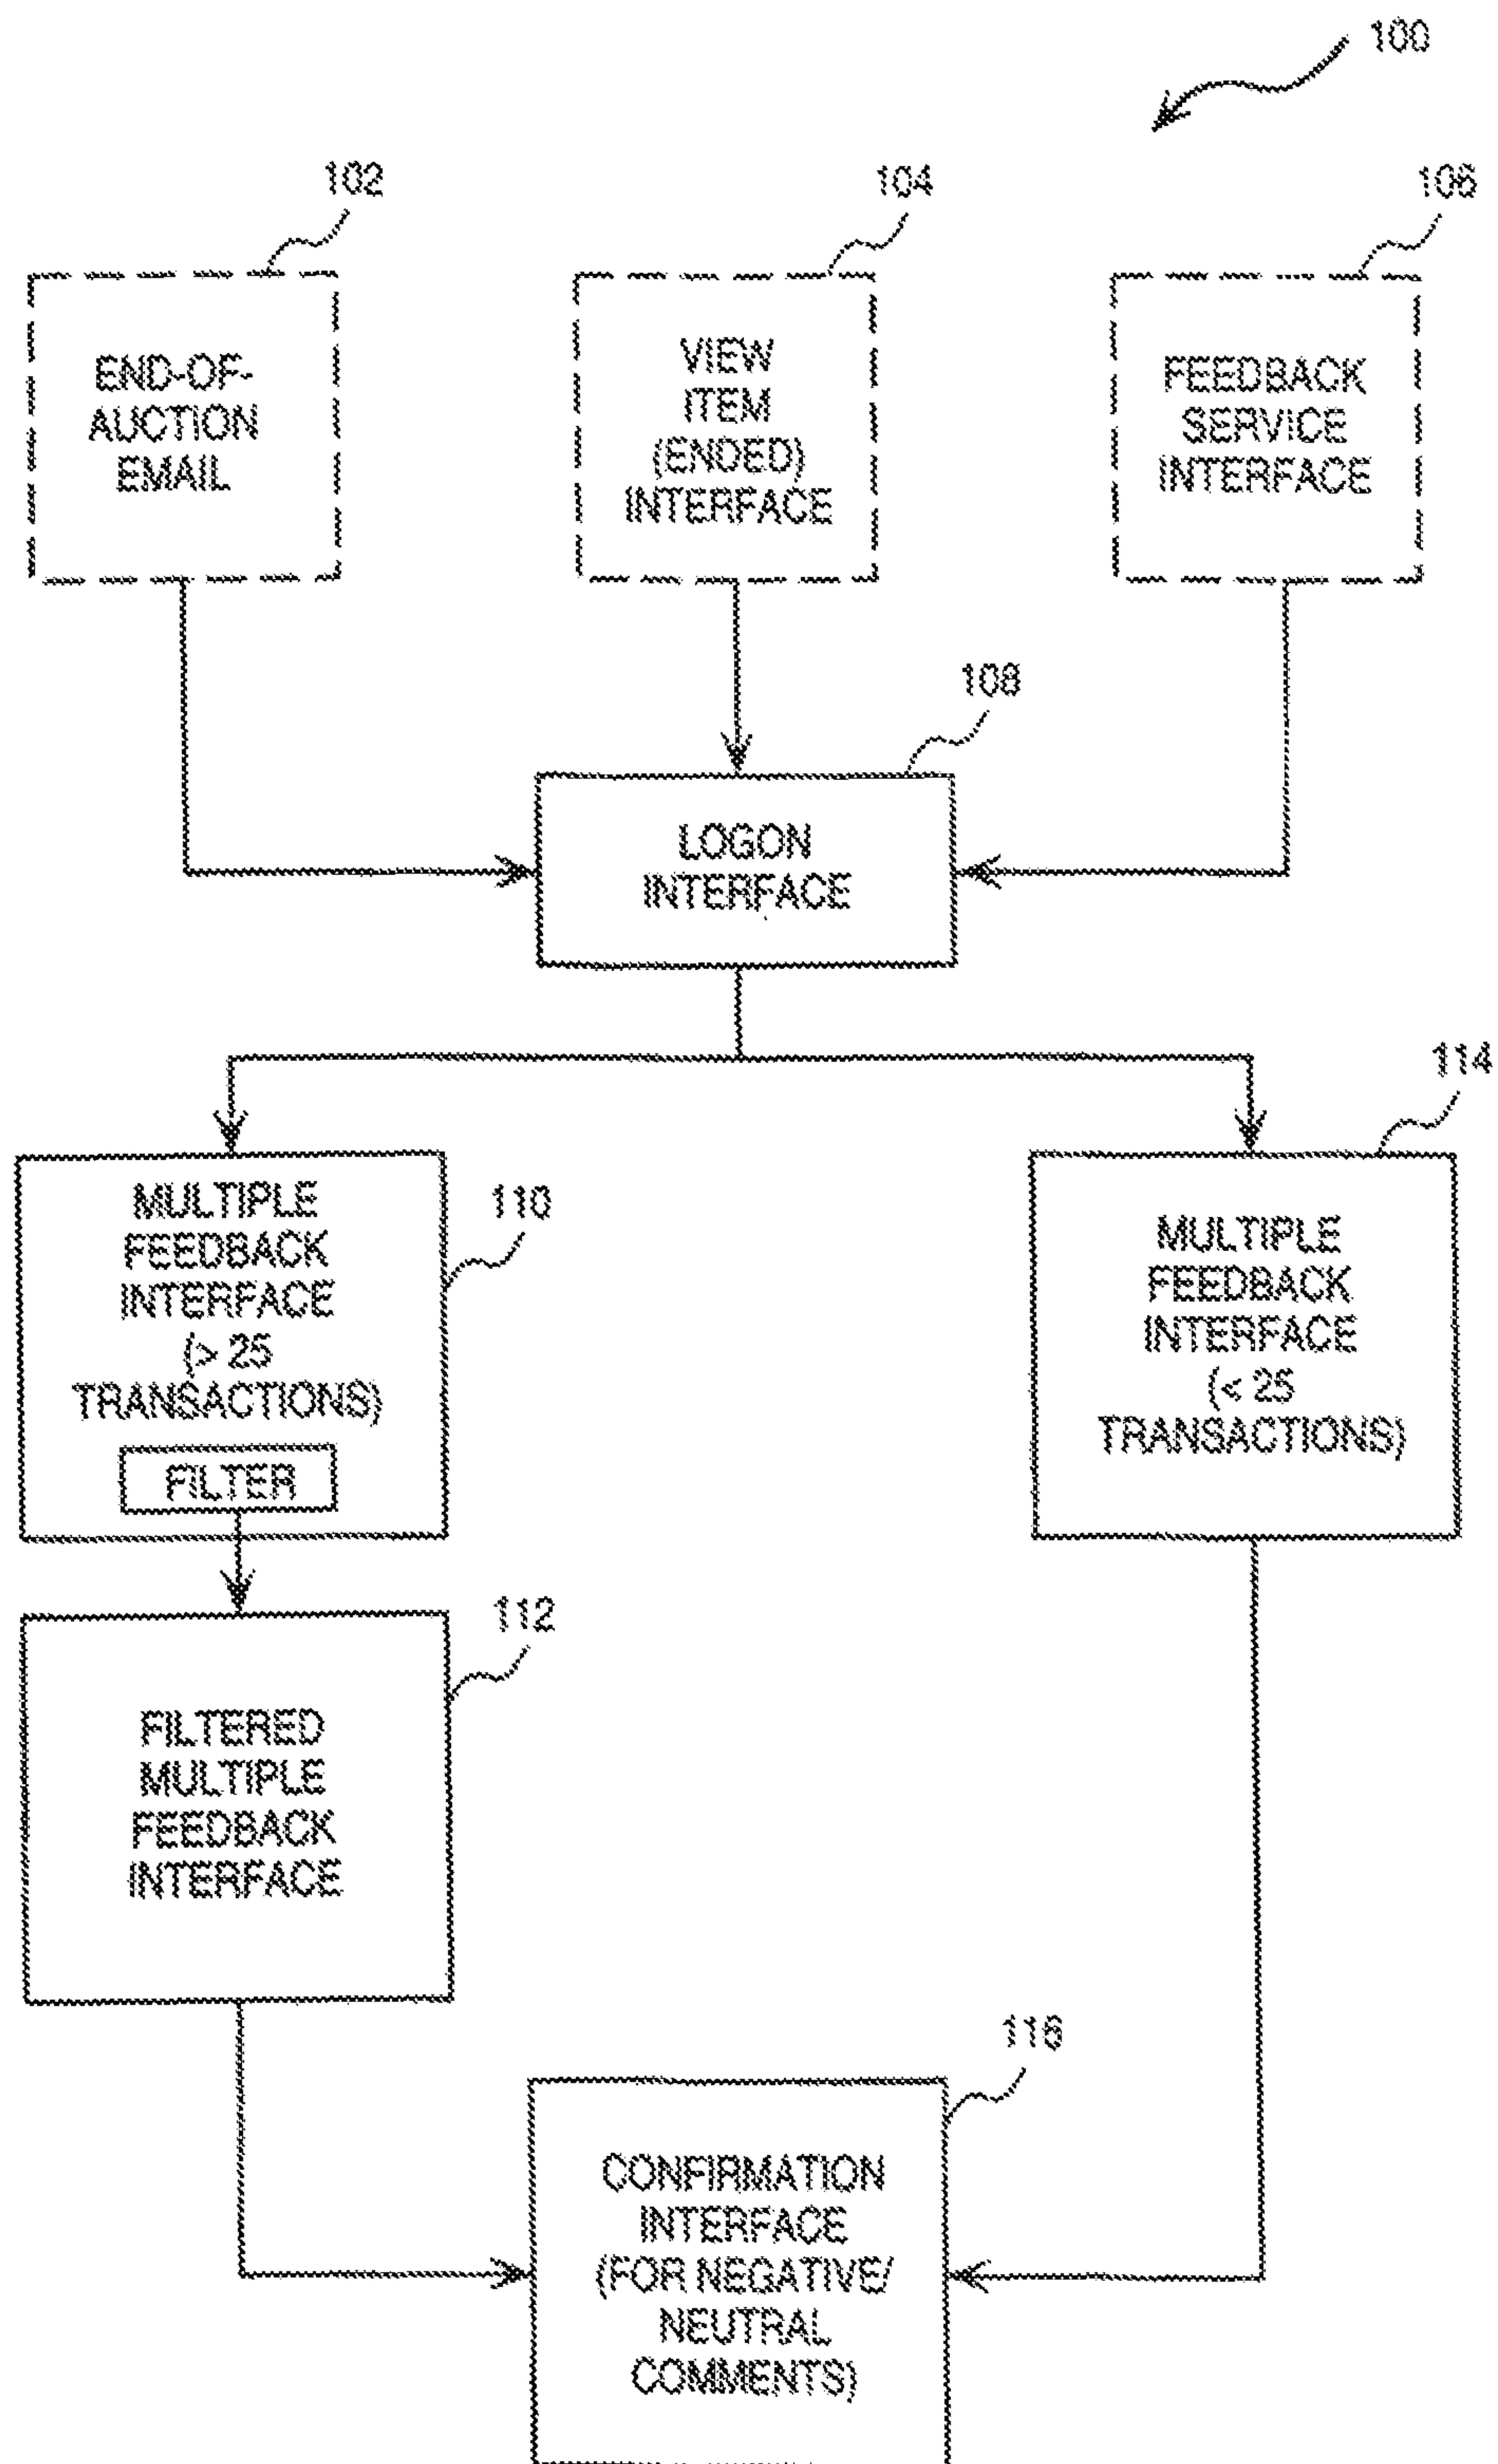 100
102
104
106
END-OF-
AUCTION
EMAIL
VIEW
ITEM
(ENDED)
INTERFACE
FEEDBACK
SERVICE
INTERFACE
108
LOGON
INTERFACE
114
MULTIPLE
FEEDBACK
INTERFACE
(> 25
TRANSACTIONS)
FILTER
110
MULTIPLE
FEEDBACK
INTERFACE
(< 25
TRANSACTIONS)
112
FILTERED
MULTIPLE
FEEDBACK
INTERFACE
116
CONFIRMATION
INTERFACE
(FOR NEGATIVE/
NEUTRAL
COMMENTS)